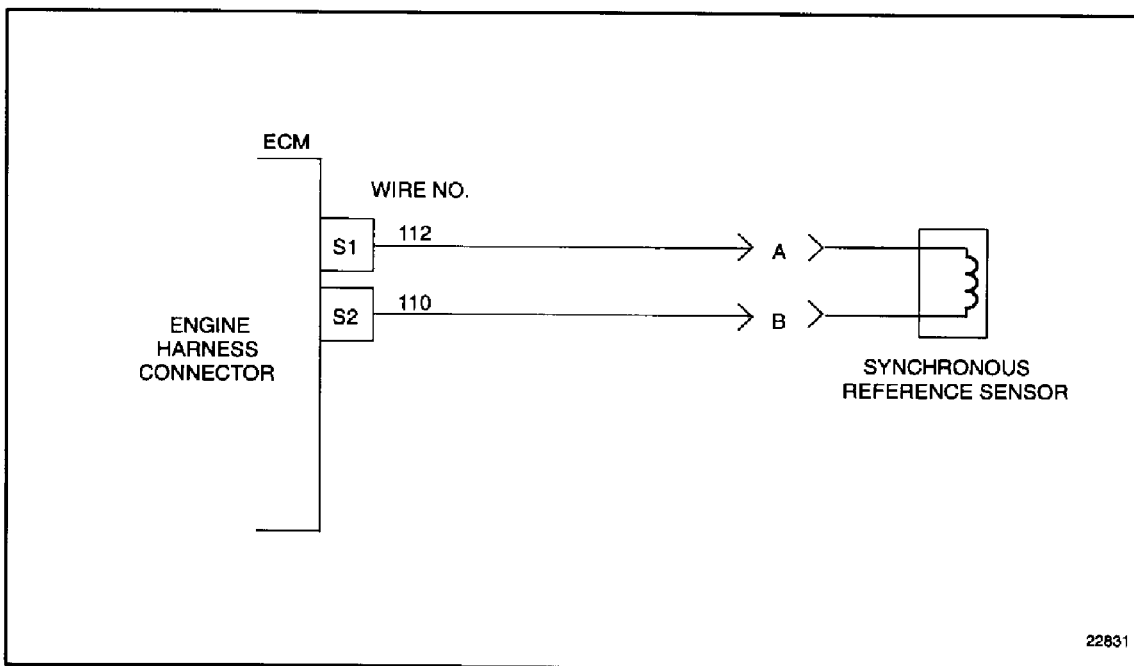 ECM
WIRE NO.
S1 112 A
S2 110 B
ENGINE
HARNESS
CONNECTOR
SYNCHRONOUS
REFERENCE SENSOR
22831